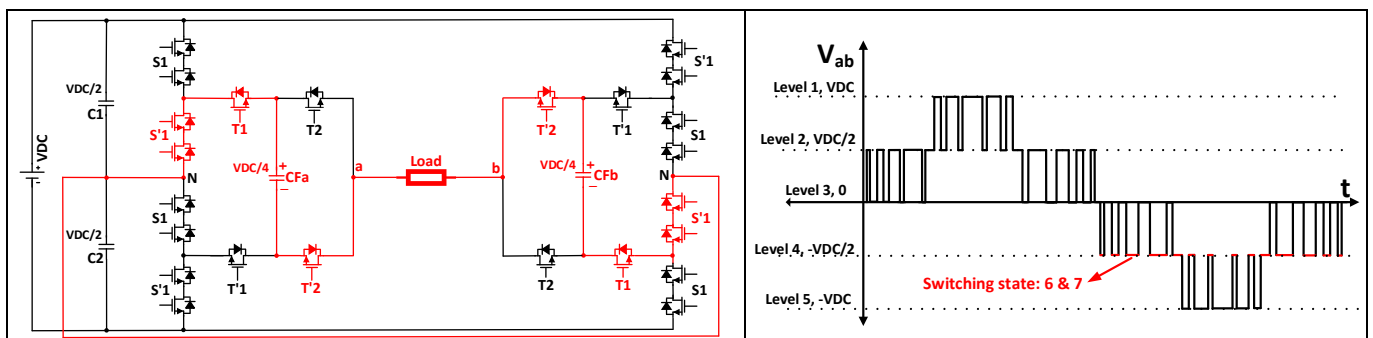 VDC
VDC/2
C1
VDC/2
C2
S1
S'1
N
S1
S'1
T1
T2
VDC/4
+
CFa
–
T'1
T'2
a
Load
b
T'2
T'1
VDC/4
+
CFb
–
T2
T1
S'1
S1
N
S'1
S1
Vab
Level 1, VDC
Level 2, VDC/2
Level 3, 0
t
Level 4, -VDC/2
Switching state: 6 & 7
Level 5, -VDC